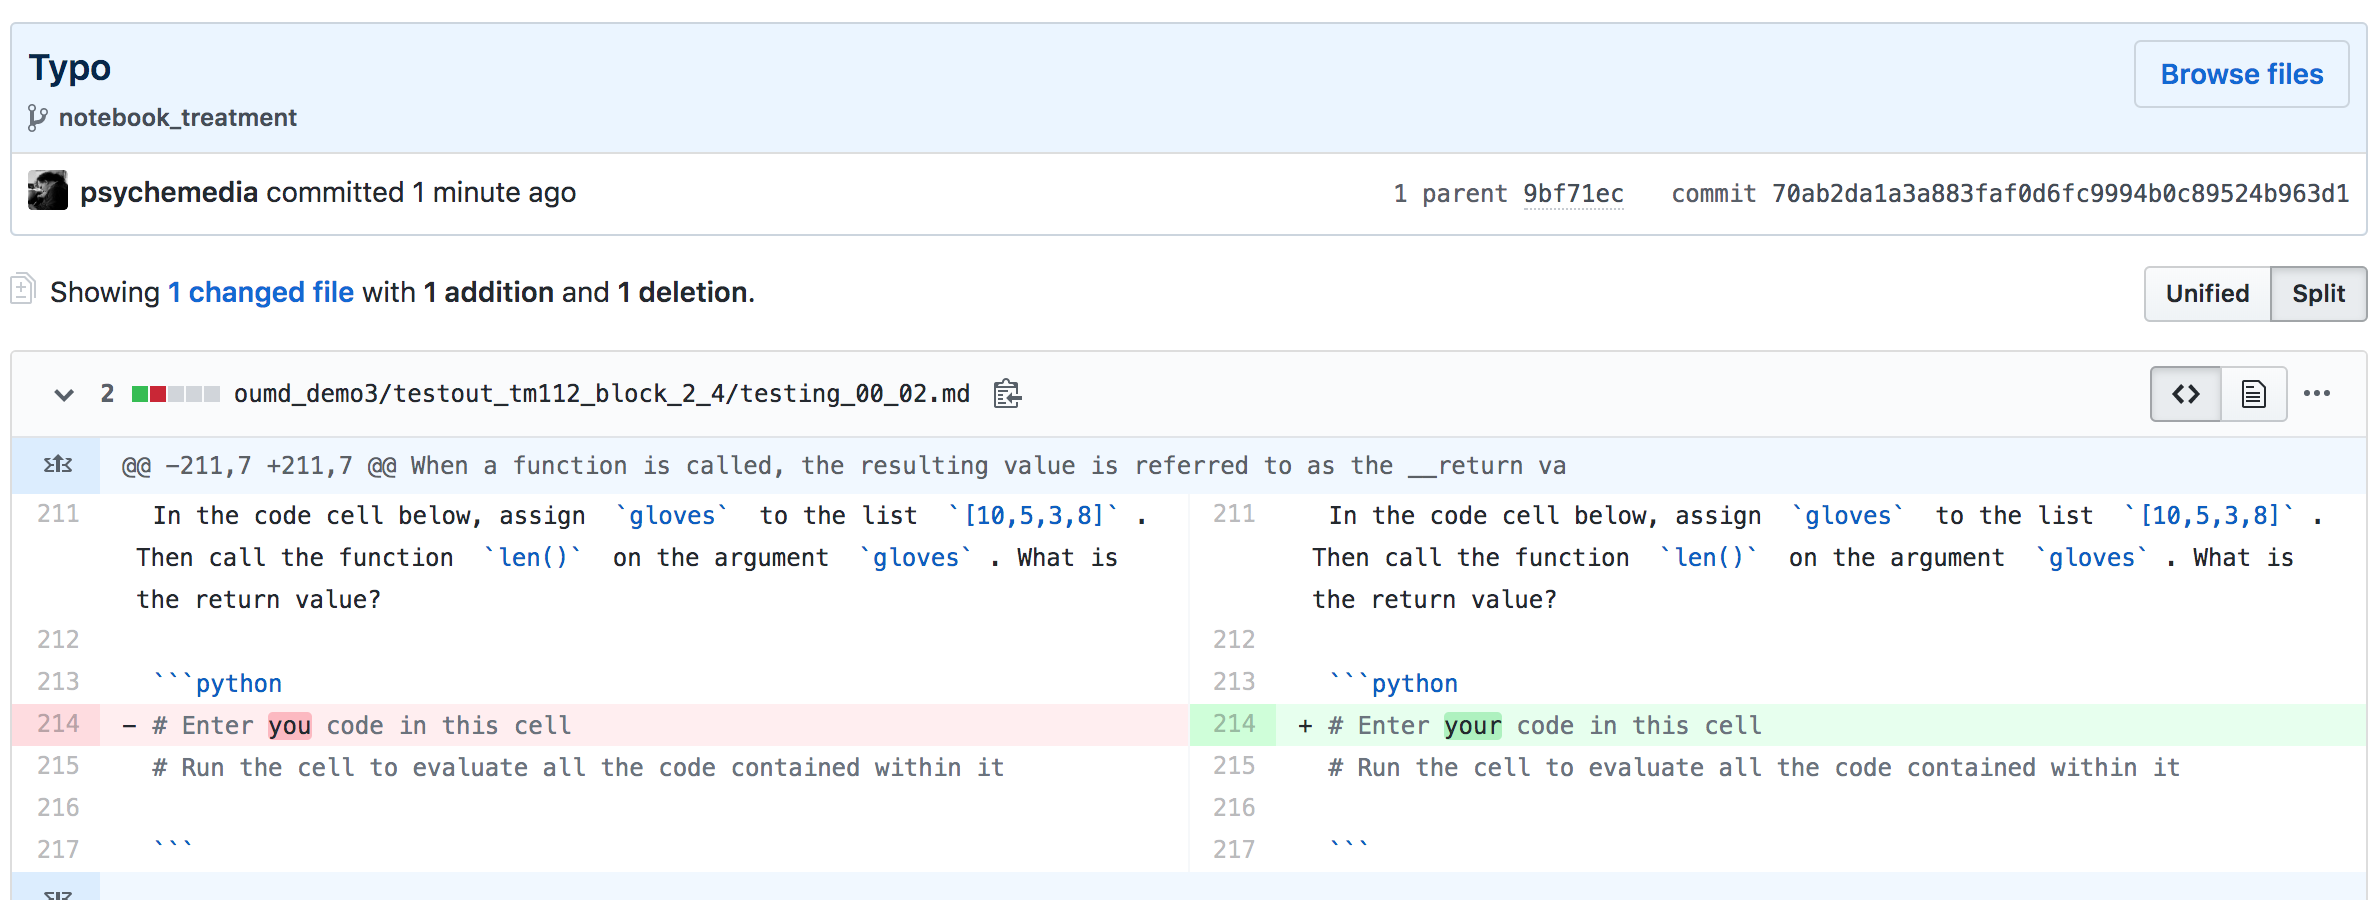 Typo
Browse files
notebook_treatment
psychemedia committed 1 minute ago
1 parent 9bf71ec commit 70ab2da1a3a883faf0d6fc9994b0c89524b963d1
Showing 1 changed file with 1 addition and 1 deletion.
Unified Split
2 oumd_demo3/testout_tm112_block_2_4/testing_00_02.md
@@ -211,7 +211,7 @@ When a function is called, the resulting value is referred to as the __return va
211 In the code cell below, assign `gloves` to the list `[10,5,3,8]` .
Then call the function `len()` on the argument `gloves` . What is
the return value?
212
213 ```python
214 - # Enter you code in this cell
215 # Run the cell to evaluate all the code contained within it
216
217 ```
211 In the code cell below, assign `gloves` to the list `[10,5,3,8]` .
Then call the function `len()` on the argument `gloves` . What is
the return value?
212
213 ```python
214 + # Enter your code in this cell
215 # Run the cell to evaluate all the code contained within it
216
217 ```